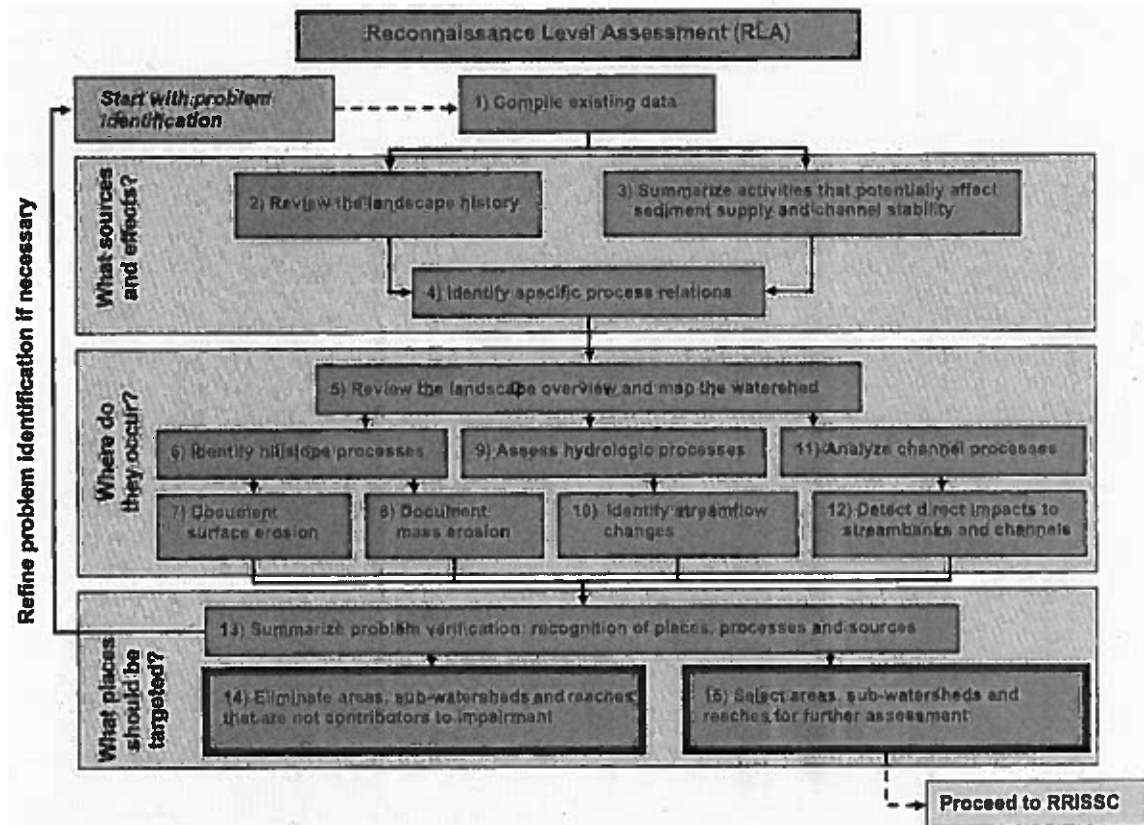 Reconnaissance Level Assessment (RLA)
Start with problem
identification
1) Compile existing data
What sources
and effects?
2) Review the landscape history
3) Summarize activities that potentially affect
sediment supply and channel stability
4) Identify specific process relations
Refine problem identification if necessary
Where do
they occur?
5) Review the landscape overview and map the watershed
6) Identify hillslope processes
9) Assess hydrologic processes
11) Analyze channel processes
7) Document
surface erosion
8) Document
mass erosion
10) Identify streamflow
changes
12) Detect direct impacts to
streambanks and channels
What places
should be
targeted?
13) Summarize problem verification: recognition of places, processes and sources
14) Eliminate areas, sub-watersheds and reaches
that are not contributors to impairment
15) Select areas, sub-watersheds and
reaches for further assessment
Proceed to RRISSC